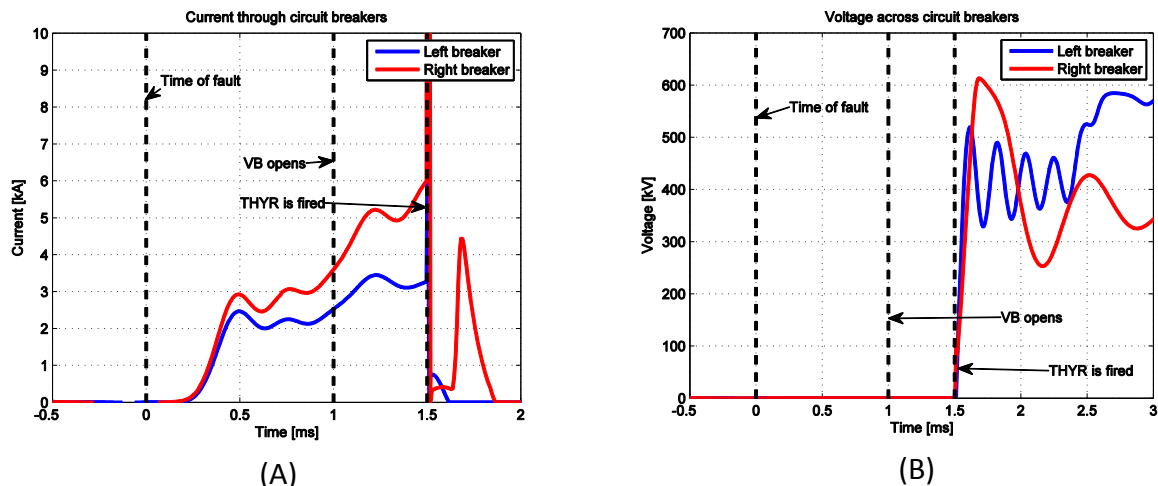 Current through circuit breakers
10
9
8
7
6
5
4
3
2
1
0
Current [kA]
Left breaker
Right breaker
Time of fault
VB opens
THYR is fired
-0.5
0
0.5
1
1.5
2
Time [ms]
(A)
Voltage across circuit breakers
700
600
500
400
300
200
100
0
Voltage [kV]
Left breaker
Right breaker
Time of fault
VB opens
THYR is fired
-0.5
0
0.5
1
1.5
2
2.5
3
Time [ms]
(B)